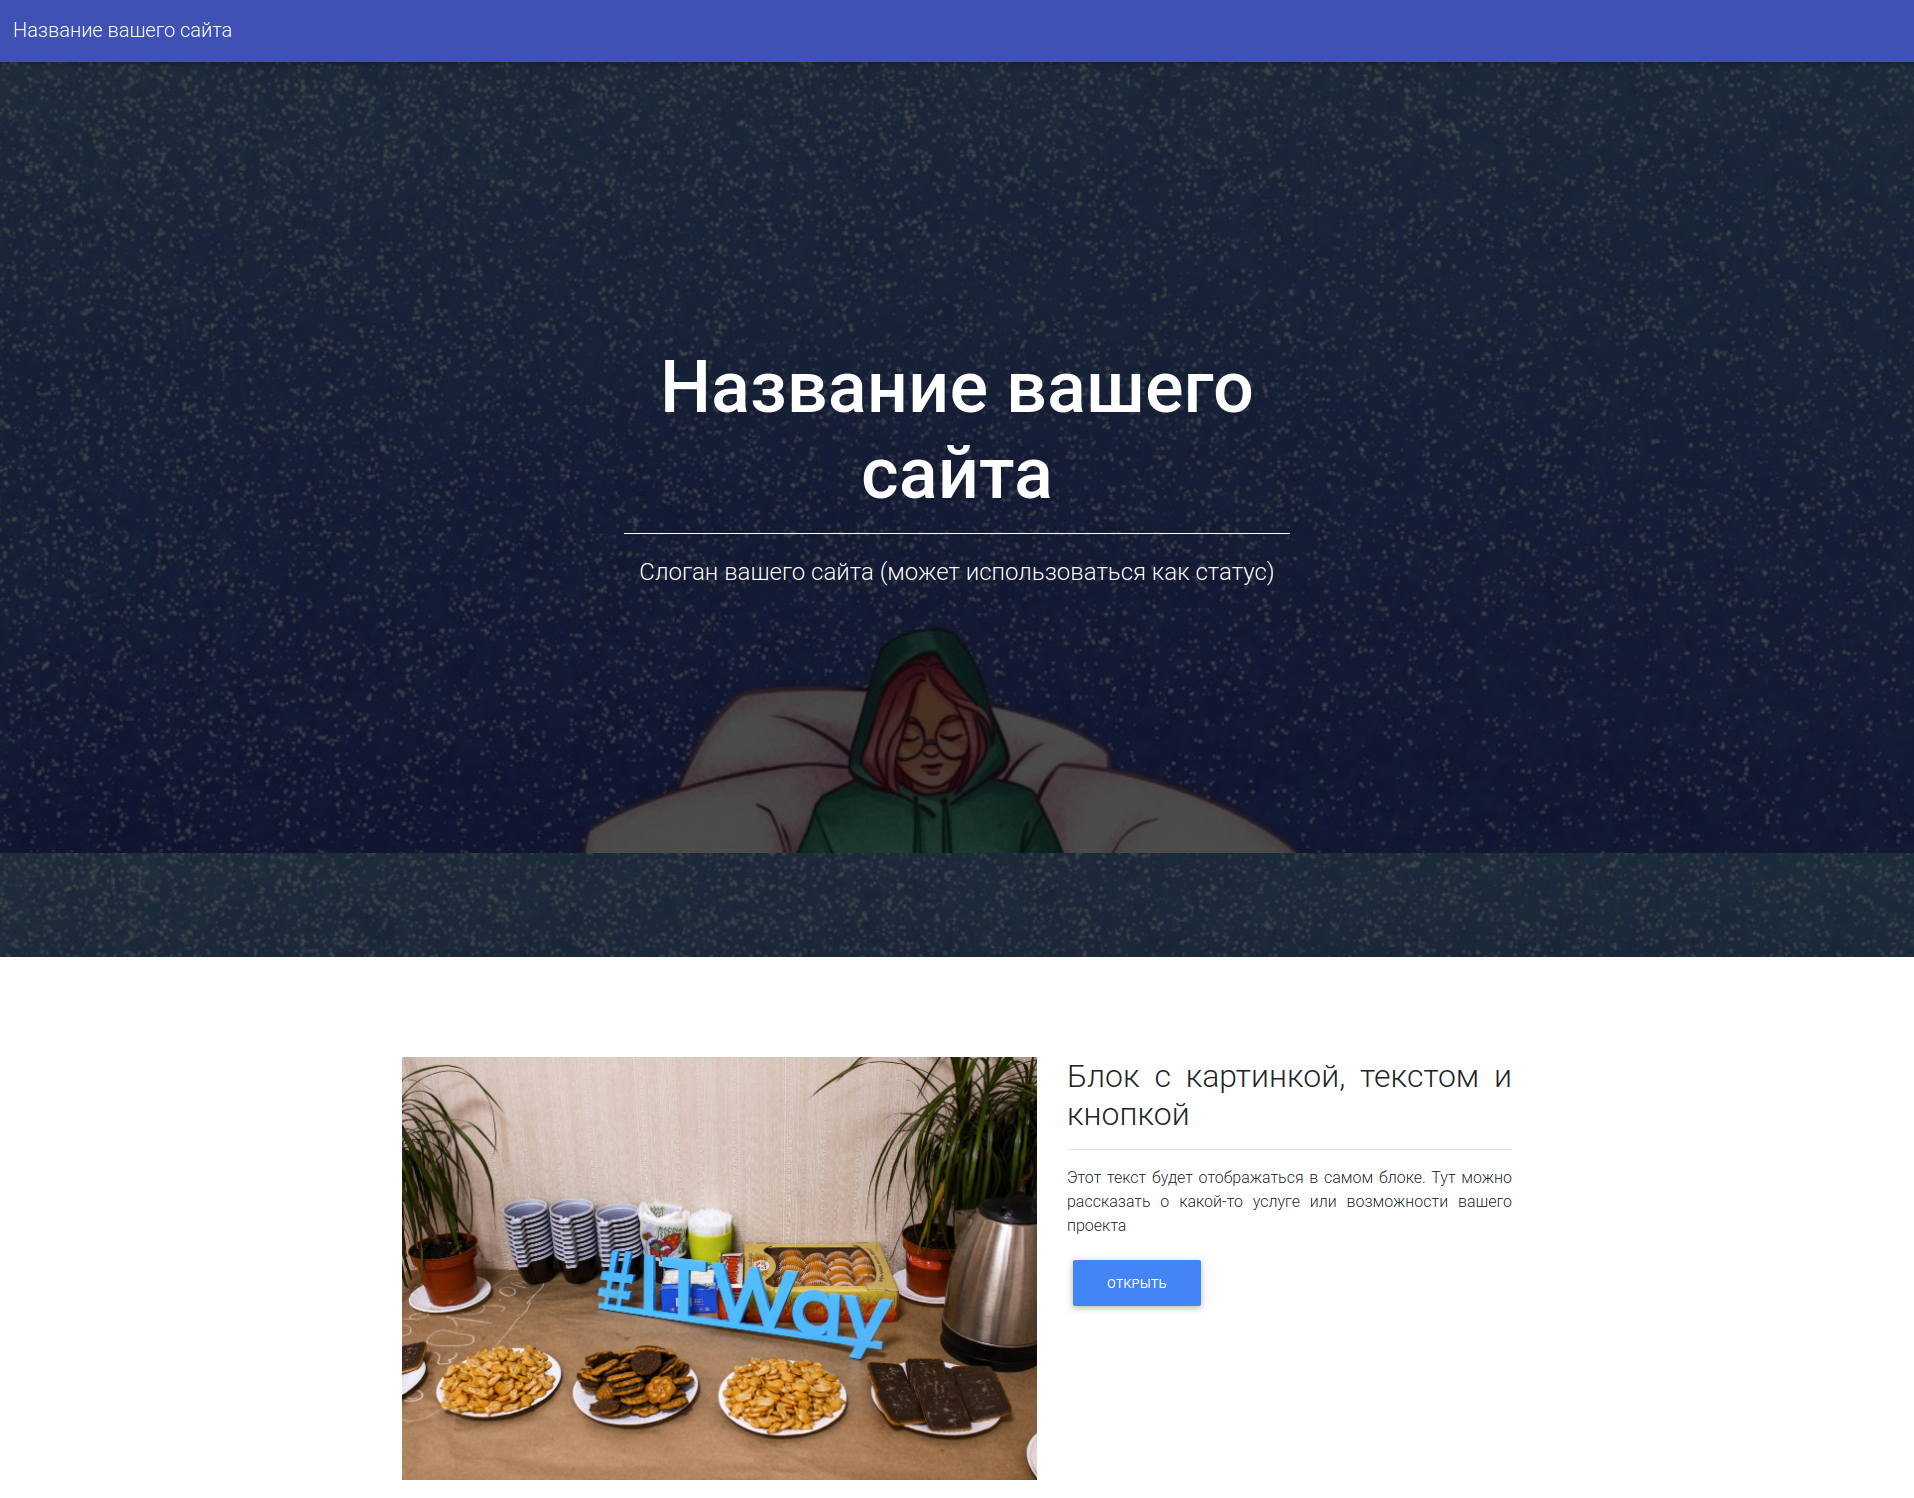 Название вашего сайта
Название вашего
сайта
Слоган вашего сайта (может использоваться как статус)
Блок с картинкой, текстом и
кнопкой
Этот текст будет отображаться в самом блоке. Тут можно
рассказать о какой-то услуге или возможности вашего
проекта
ОТКРЫТЬ
#ITWay